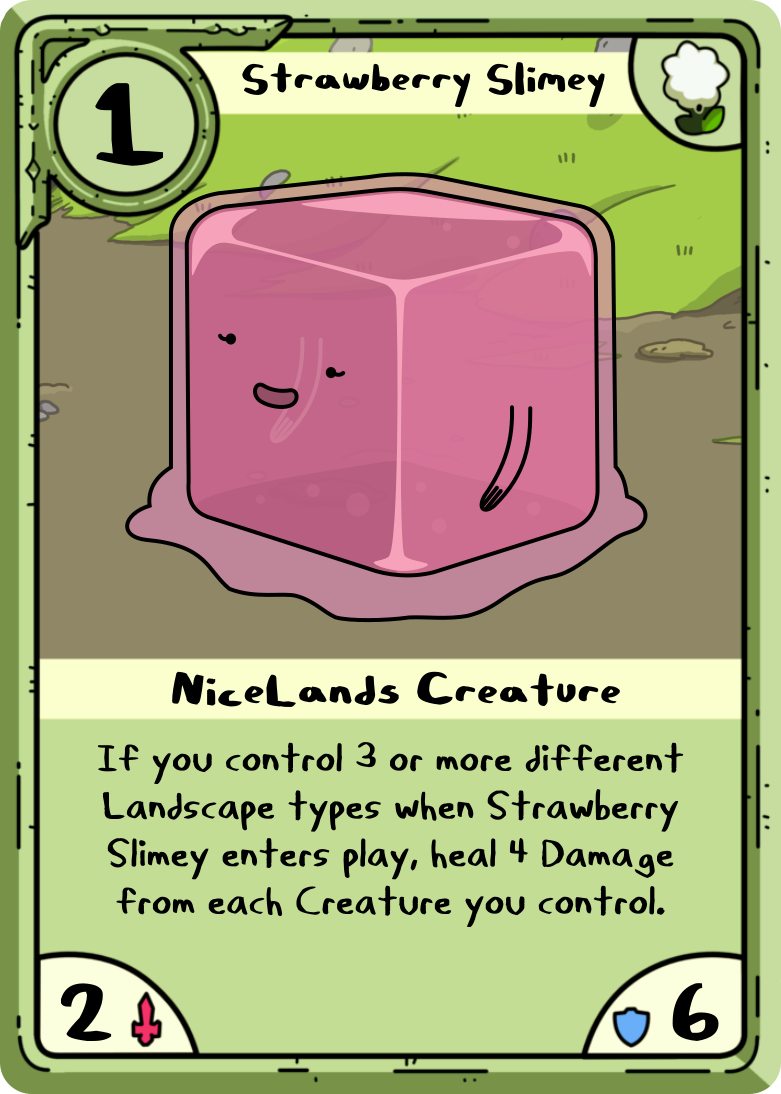 1
Strawberry Slimey
NiceLands Creature
If you control 3 or more different
Landscape types when Strawberry
Slimey enters play, heal 4 Damage
from each Creature you control.
2
6